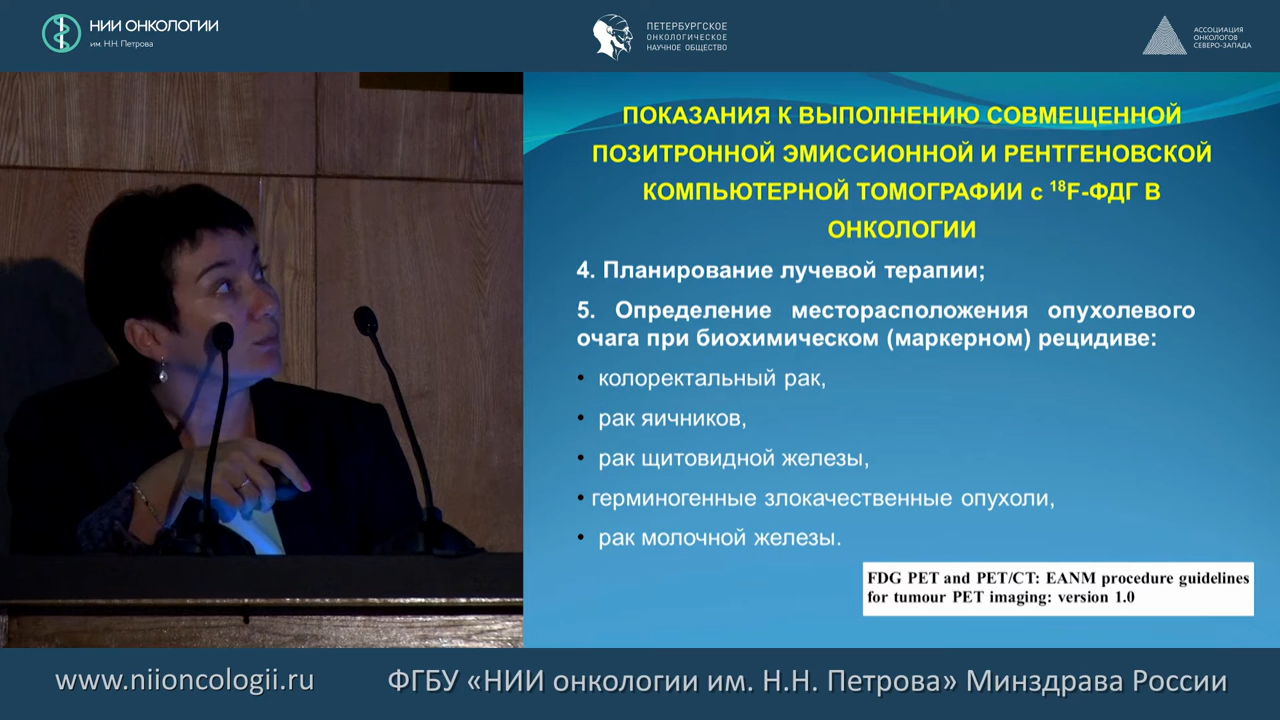 НИИ ОНКОЛОГИИ
им. Н.Н. Петрова
ПЕТЕРБУРГСКОЕ
ОНКОЛОГИЧЕСКОЕ
НАУЧНОЕ ОБЩЕСТВО
АССОЦИАЦИЯ
ОНКОЛОГОВ
СЕВЕРО-ЗАПАДА
ПОКАЗАНИЯ К ВЫПОЛНЕНИЮ СОВМЕЩЕННОЙ
ПОЗИТРОННОЙ ЭМИССИОННОЙ И РЕНТГЕНОВСКОЙ
КОМПЬЮТЕРНОЙ ТОМОГРАФИИ с ¹⁸F-ФДГ В
ОНКОЛОГИИ
4. Планирование лучевой терапии;
5. Определение месторасположения опухолевого
очага при биохимическом (маркерном) рецидиве:
• колоректальный рак,
• рак яичников,
• рак щитовидной железы,
• герминогенные злокачественные опухоли,
• рак молочной железы.
FDG PET and PET/CT: EANM procedure guidelines
for tumour PET imaging: version 1.0
www.niioncologii.ru
ФГБУ «НИИ онкологии им. Н.Н. Петрова» Минздрава России